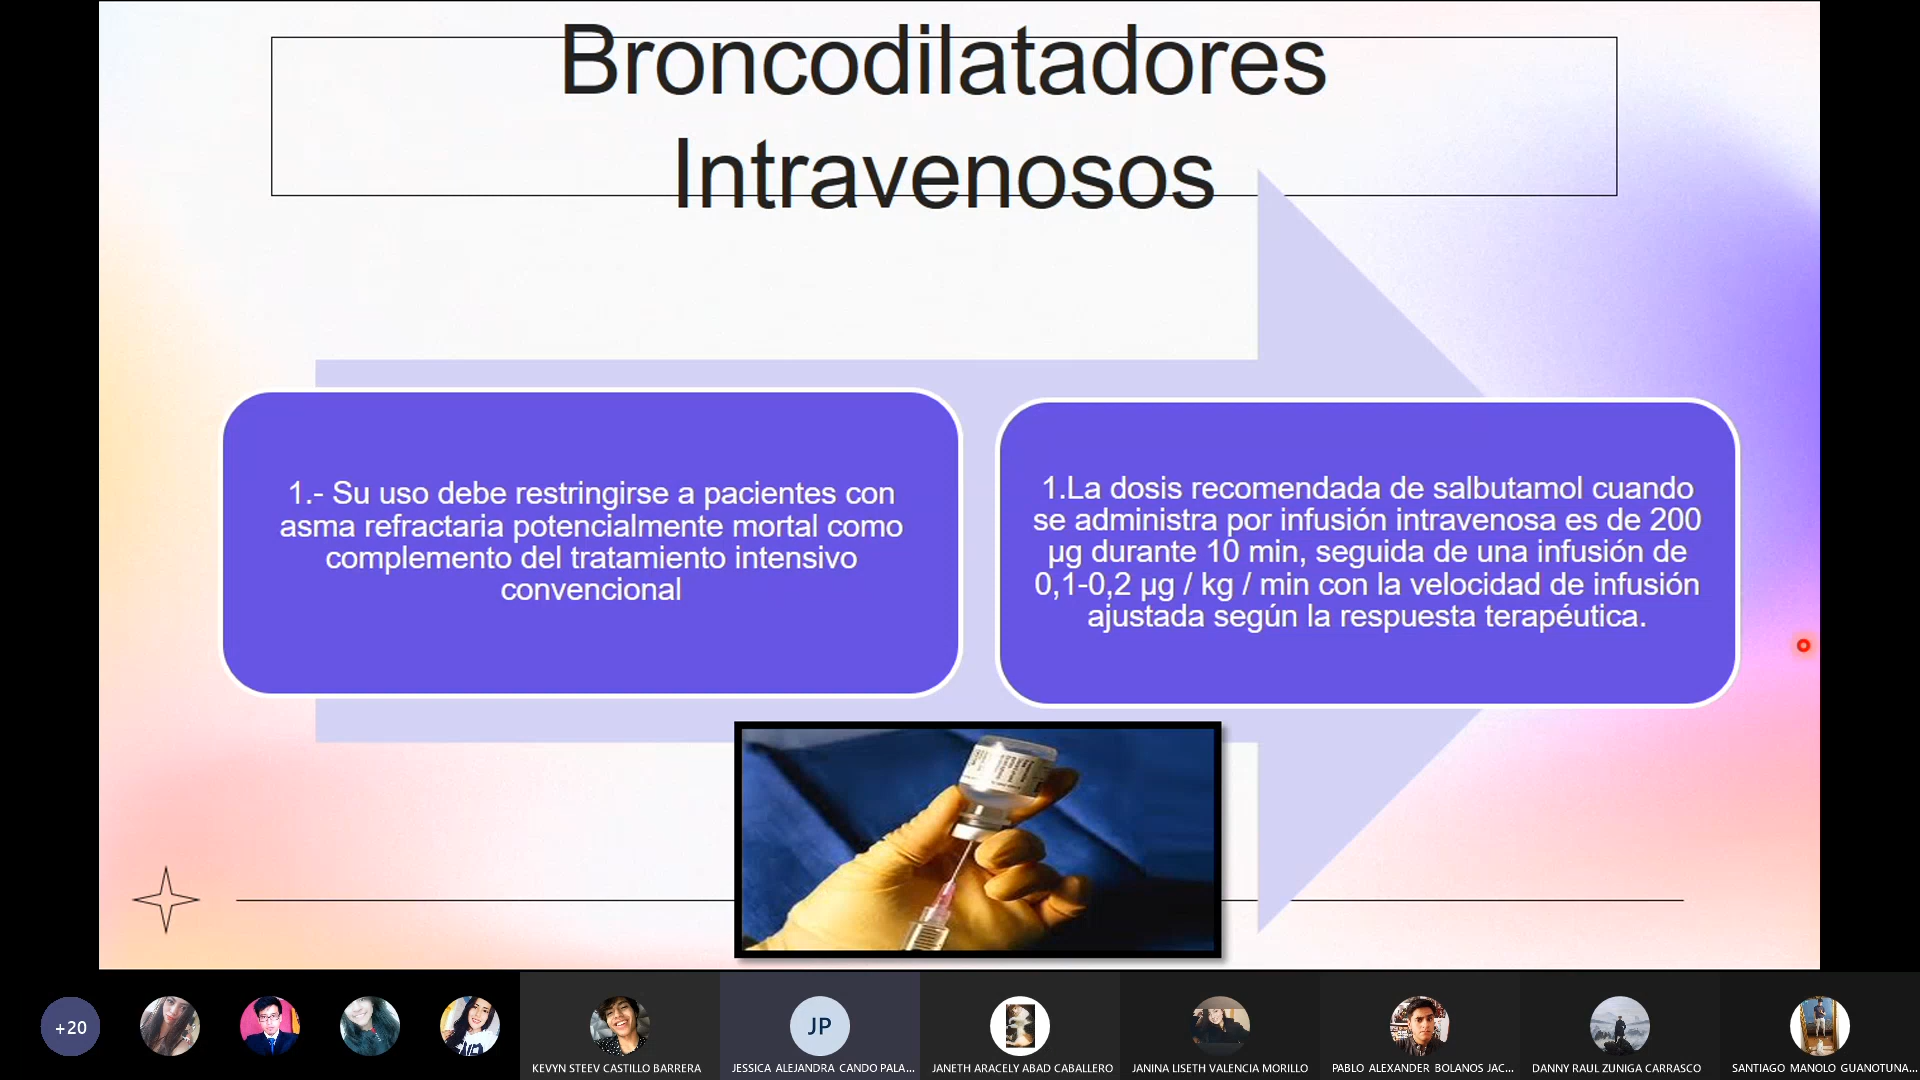 Broncodilatadores
Intravenosos
1.- Su uso debe restringirse a pacientes con
asma refractaria potencialmente mortal como
complemento del tratamiento intensivo
convencional
1.La dosis recomendada de salbutamol cuando
se administra por infusión intravenosa es de 200
µg durante 10 min, seguida de una infusión de
0,1-0,2 µg / kg / min con la velocidad de infusión
ajustada según la respuesta terapéutica.
+20
JP
KEVYN STEEV CASTILLO BARRERA
JESSICA ALEJANDRA CANDO PALA...
JANETH ARACELY ABAD CABALLERO
JANINA LISETH VALENCIA MORILLO
PABLO ALEXANDER BOLANOS JAC...
DANNY RAUL ZUNIGA CARRASCO
SANTIAGO MANOLO GUANOTUNA...